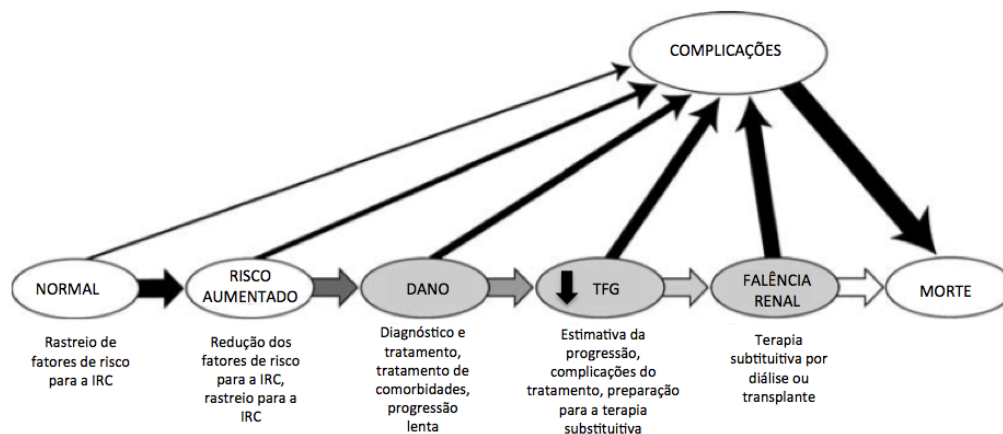 COMPLICAÇÕES
NORMAL
RISCO
AUMENTADO
DANO
TFG
FALÊNCIA
RENAL
MORTE
Rastreio de
fatores de risco
para a IRC
Redução dos
fatores de risco
para a IRC,
rastreio para a
IRC
Diagnóstico e
tratamento,
tratamento de
comorbidades,
progressão
lenta
Estimativa da
progressão,
complicações do
tratamento, preparação
para a terapia
substitutiva
Terapia
subtituitiva por
diálise ou
transplante